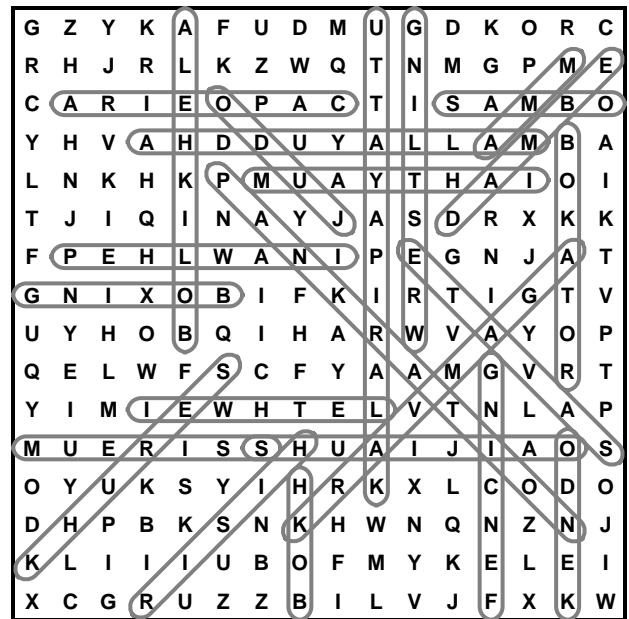 G Z Y K A F U D M U G D K O R C
R H J R L K Z W Q T N M G P M E
C A R I E O P A C T I S A M B O
Y H V A H D D U Y A L L A M B A
L N K H K P M U A Y T H A I O I
T J I Q I N A Y J A S D R X K K
F P E H L W A N I P E G N J A T
G N I X O B I F K I R T I G T V
U Y H O B Q I H A R W V A Y O P
Q E L W F S C F Y A A M G V R T
Y I M I E W H T E L V T N L A P
M U E R I S S H U A I J I A O S
O Y U K S Y I H R K X L C O D O
D H P B K S N K H W N Q N Z N J
K L I I I U B O F M Y K E L E I
X C G R U Z Z B I L V J F X K W